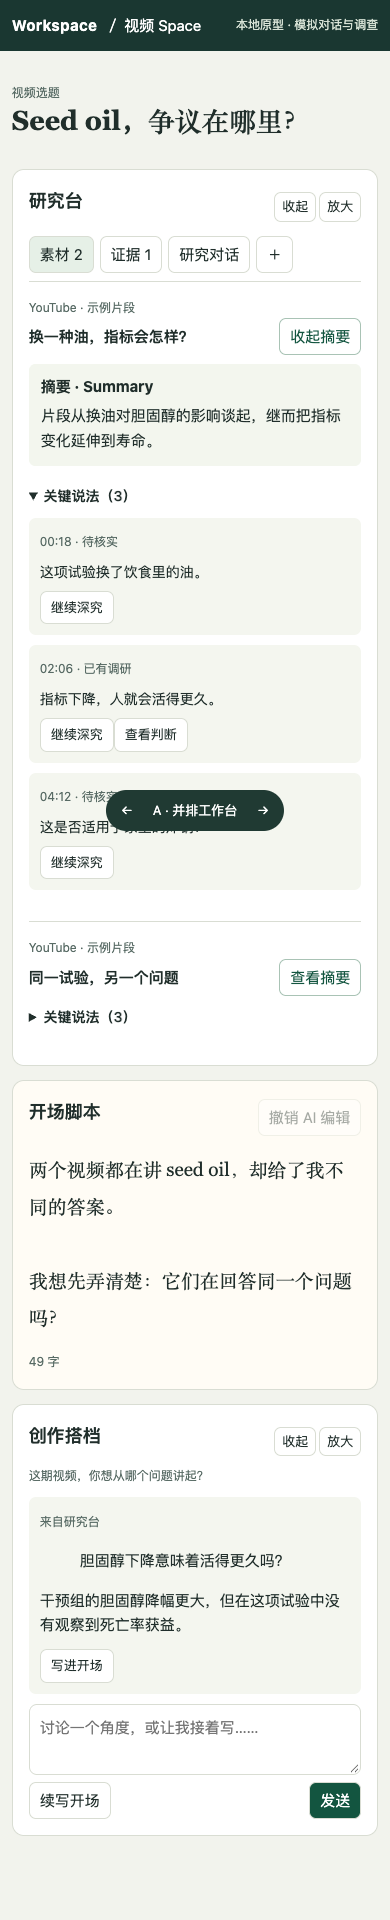 Workspace / 视频 Space
本地原型 · 模拟对话与调查
视频选题
Seed oil，争议在哪里？
研究台
收起
放大
素材 2
证据 1
研究对话
+
YouTube · 示例片段
换一种油，指标会怎样？
收起摘要
摘要 · Summary
片段从换油对胆固醇的影响谈起，继而把指标
变化延伸到寿命。
▼ 关键说法（3）
00:18 · 待核实
这项试验换了饮食里的油。
继续深究
02:06 · 已有调研
指标下降，人就会活得更久。
继续深究
查看判断
04:12 · 待核
← A · 并排工作台 →
这是否适用于
继续深究
YouTube · 示例片段
同一试验，另一个问题
查看摘要
▶ 关键说法（3）
开场脚本
撤销 AI 编辑
两个视频都在讲 seed oil，却给了我不
同的答案。
我想先弄清楚：它们在回答同一个问题
吗？
49 字
创作搭档
收起
放大
这期视频，你想从哪个问题讲起？
来自研究台
胆固醇下降意味着活得更久吗？
干预组的胆固醇降幅更大，但在这项试验中没
有观察到死亡率获益。
写进开场
讨论一个角度，或让我接着写……
续写开场
发送